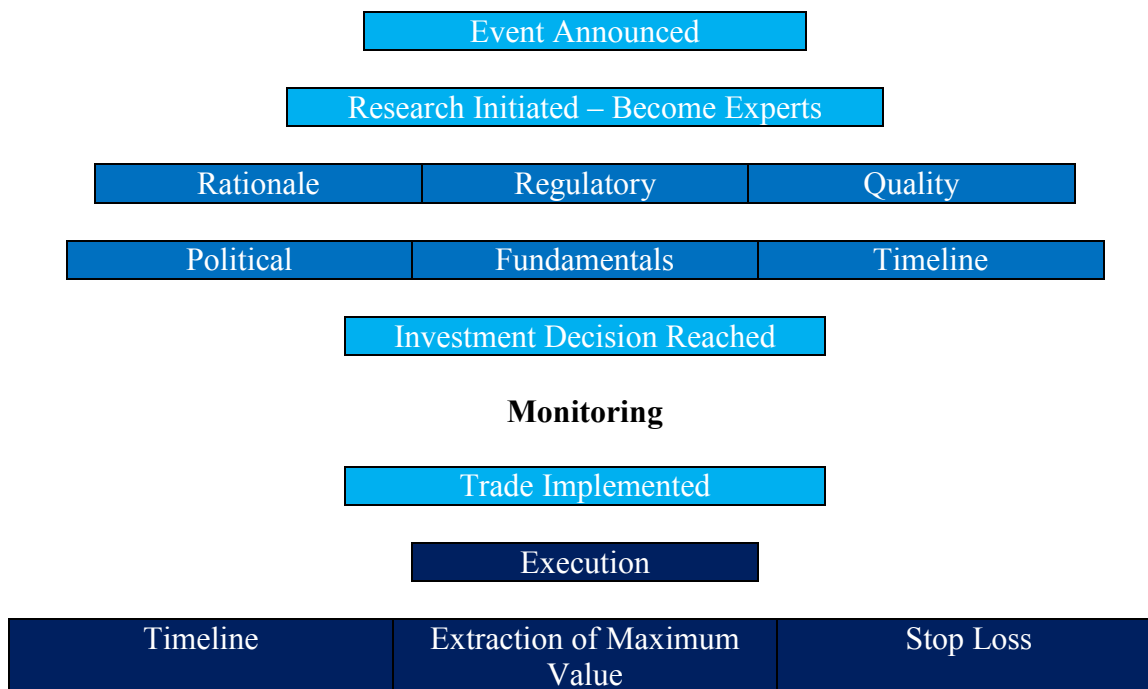 Event Announced
Research Initiated – Become Experts
Rationale Regulatory Quality
Political Fundamentals Timeline
Investment Decision Reached
Monitoring
Trade Implemented
Execution
Timeline Extraction of Maximum Stop Loss
Value